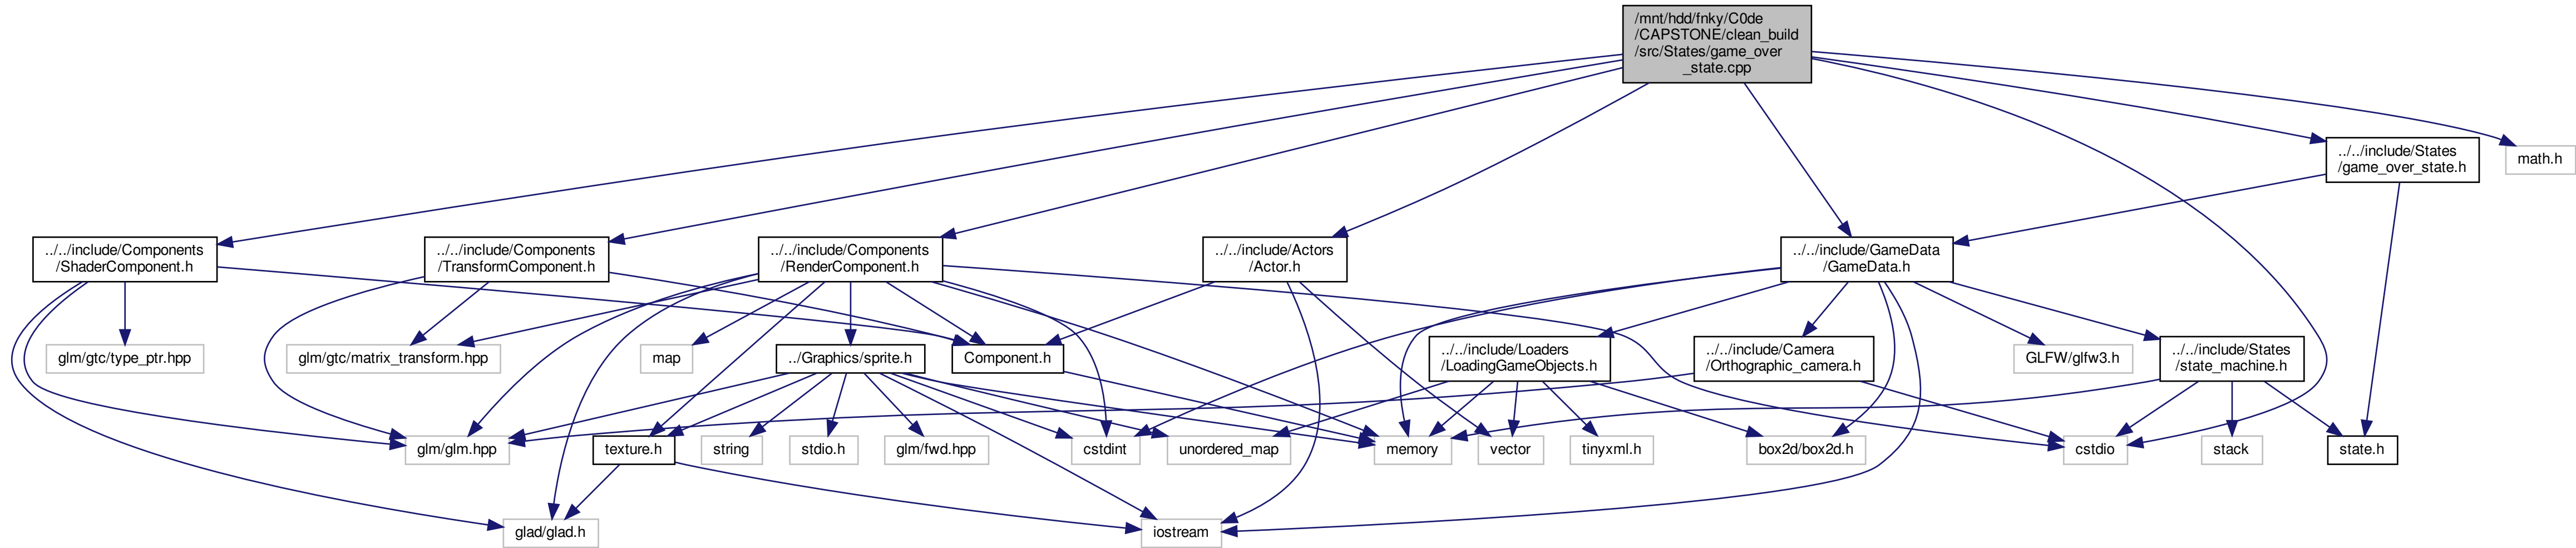 /mnt/hdd/fnky/C0de
/CAPSTONE/clean_build
/src/States/game_over
_state.cpp
../../include/States
/game_over_state.h
math.h
../../include/Components
/ShaderComponent.h
../../include/Components
/TransformComponent.h
../../include/Components
/RenderComponent.h
../../include/Actors
/Actor.h
../../include/GameData
/GameData.h
glm/gtc/type_ptr.hpp
glm/gtc/matrix_transform.hpp
map
../Graphics/sprite.h
Component.h
../../include/Loaders
/LoadingGameObjects.h
../../include/Camera
/Orthographic_camera.h
GLFW/glfw3.h
../../include/States
/state_machine.h
glm/glm.hpp
texture.h
string
stdio.h
glm/fwd.hpp
cstdint
unordered_map
memory
vector
tinyxml.h
box2d/box2d.h
cstdio
stack
state.h
glad/glad.h
iostream